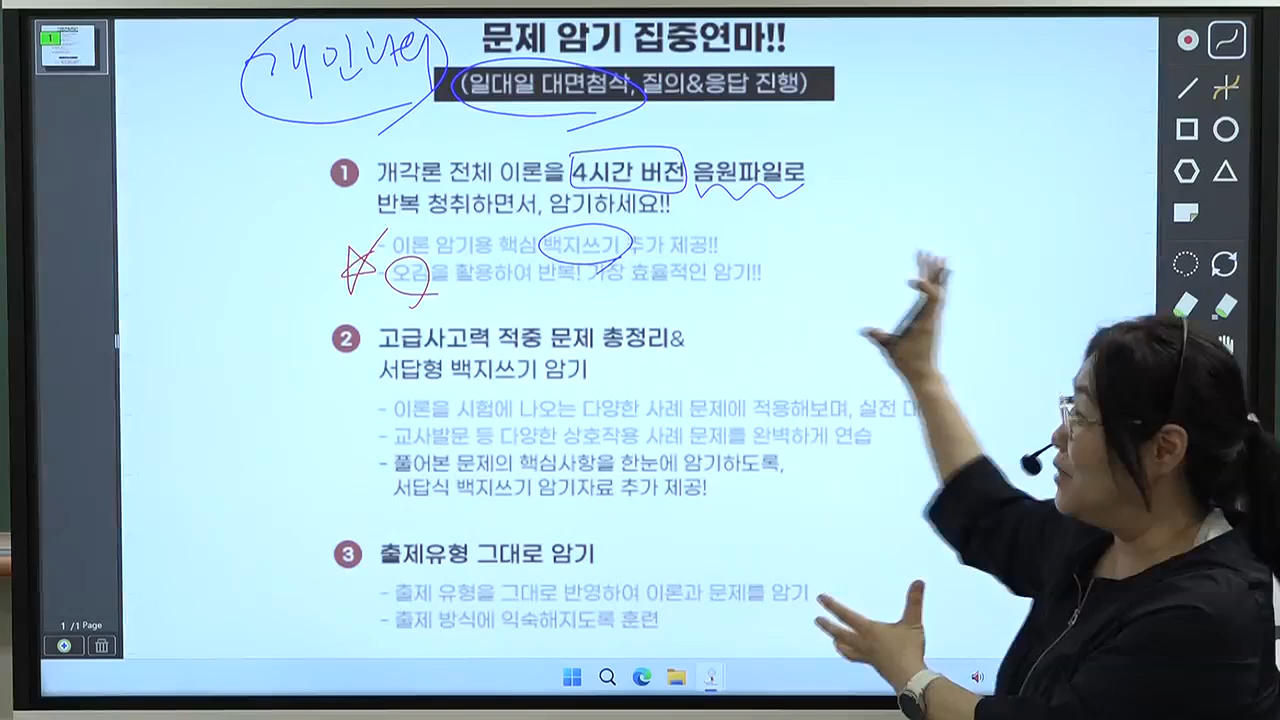 문제 암기 집중연마!!
개인
(일대일 대면첨삭, 질의&응답 진행)
1 개각론 전체 이론을 4시간 버전 음원파일로
반복 청취하면서, 암기하세요!!
- 이론 암기용 핵심 백지쓰기 추가 제공!!
- 오감을 활용하여 반복! 가장 효율적인 암기!!
2 고급사고력 적중 문제 총정리&
서답형 백지쓰기 암기
- 이론을 시험에 나오는 다양한 사례 문제에 적용해보며, 실전
- 교사발문 등 다양한 상호작용 사례 문제를 완벽하게 연습
- 풀어본 문제의 핵심사항을 한눈에 암기하도록,
서답식 백지쓰기 암기자료 추가 제공!
3 출제유형 그대로 암기
- 출제 유형을 그대로 반영하여 이론과 문제를 암기
- 출제 방식에 익숙해지도록 훈련
1
1 /1 Page